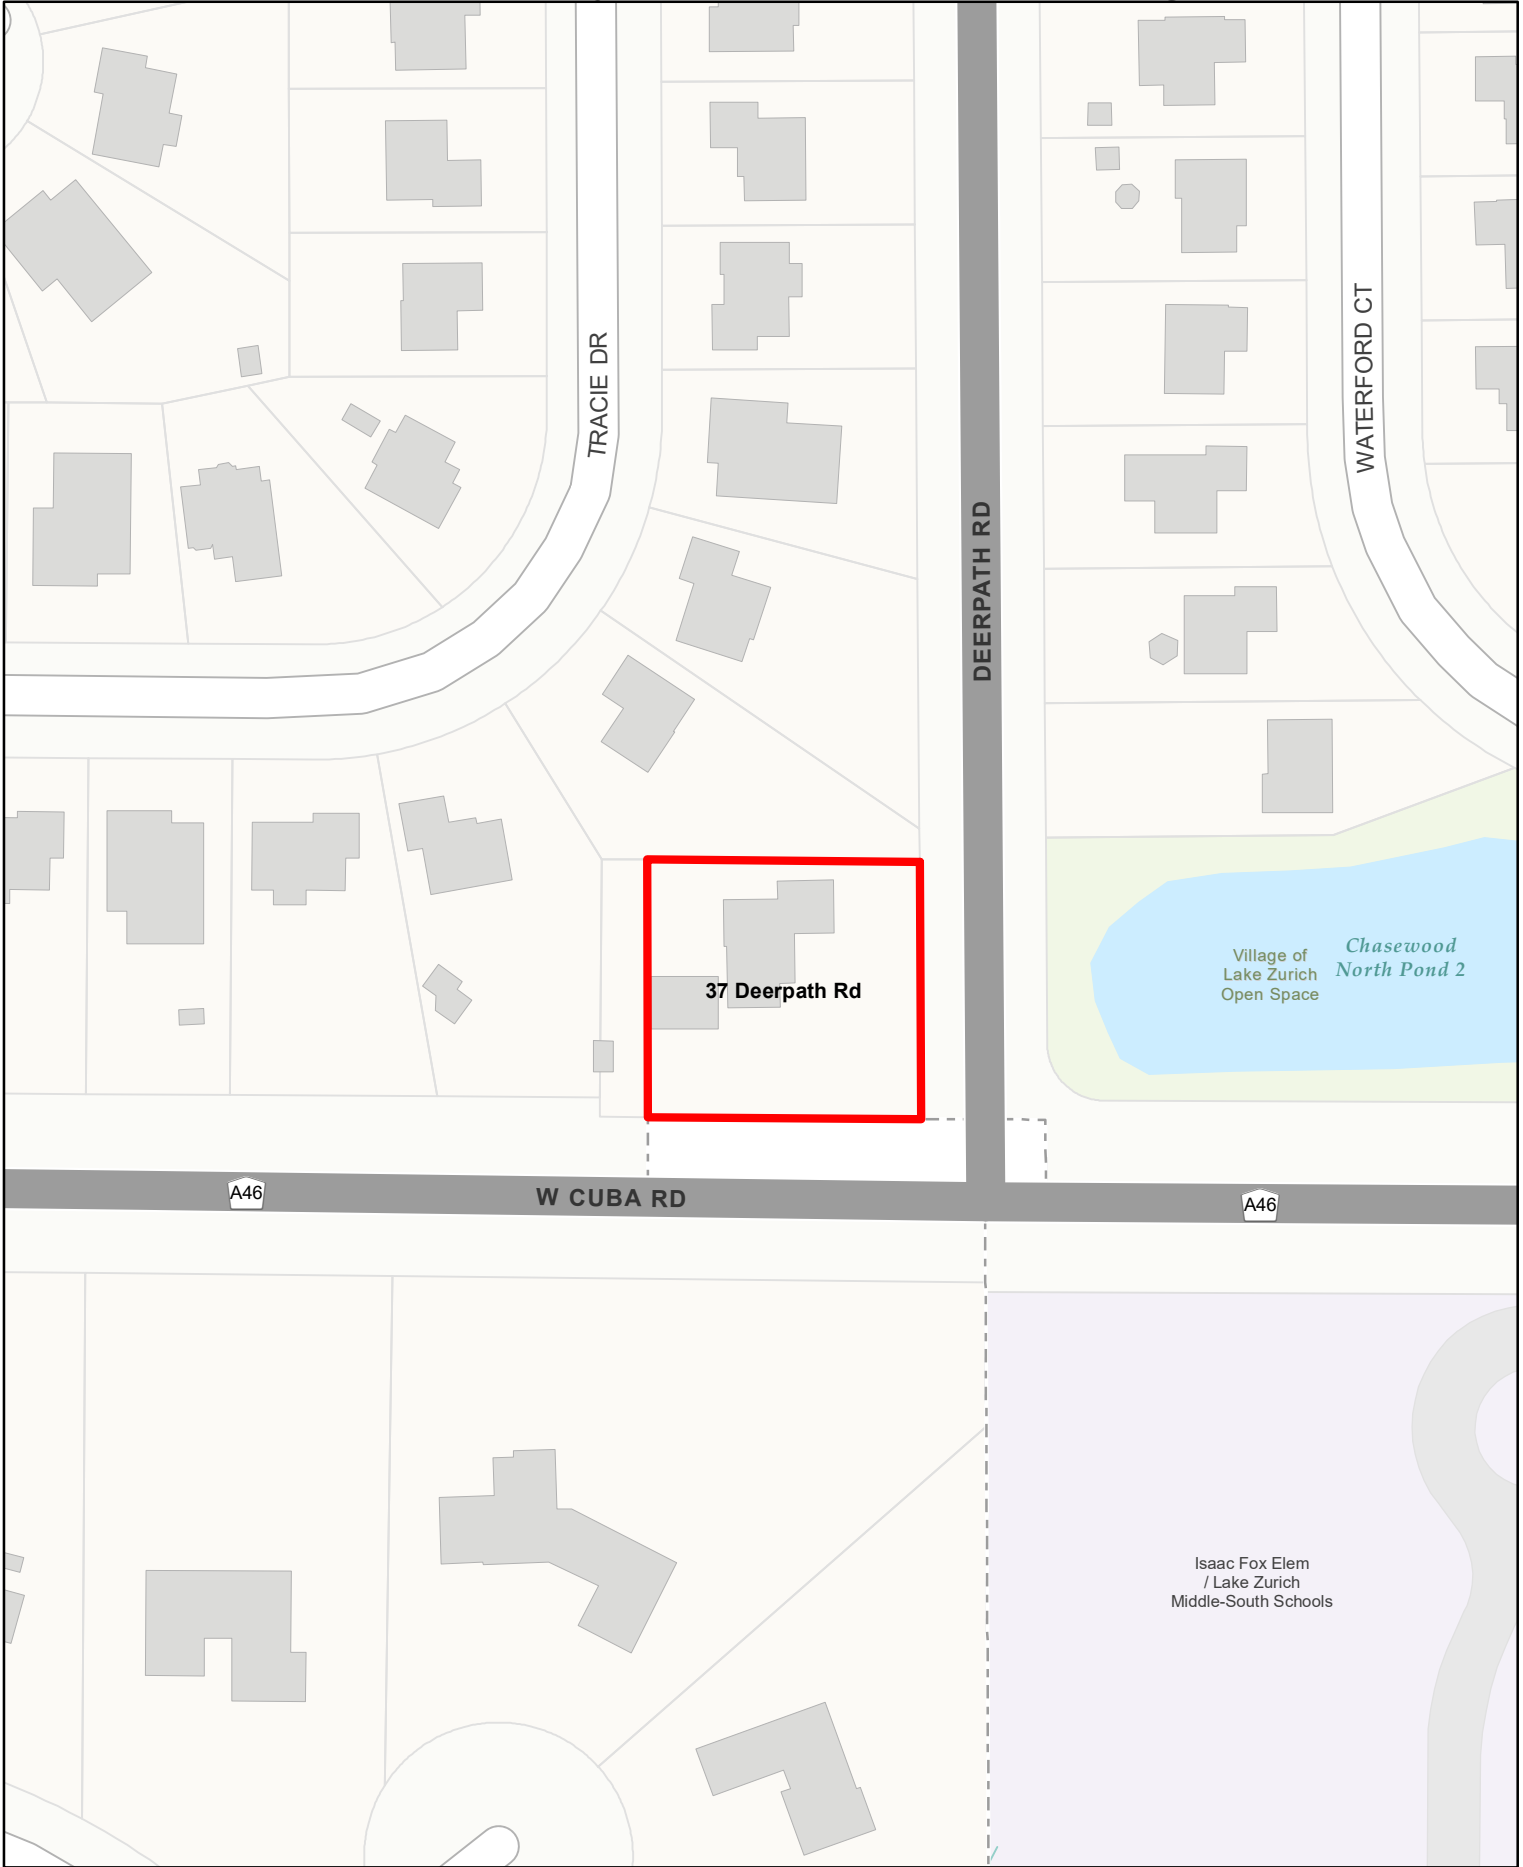 TRACIE DR
WATERFORD CT
DEERPATH RD
Village of
Lake Zurich
Open Space
Chasewood
North Pond 2
37 Deerpath Rd
A46
W CUBA RD
A46
Isaac Fox Elem
/ Lake Zurich
Middle-South Schools